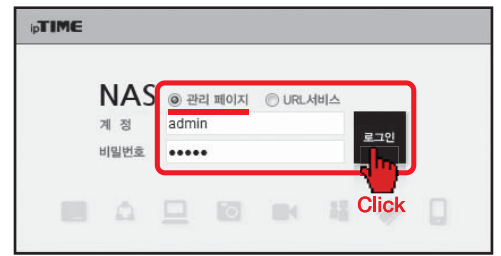 ipTIME
NAS
관리 페이지 URL서비스
계 정 admin
비밀번호 •••••
로그인
Click